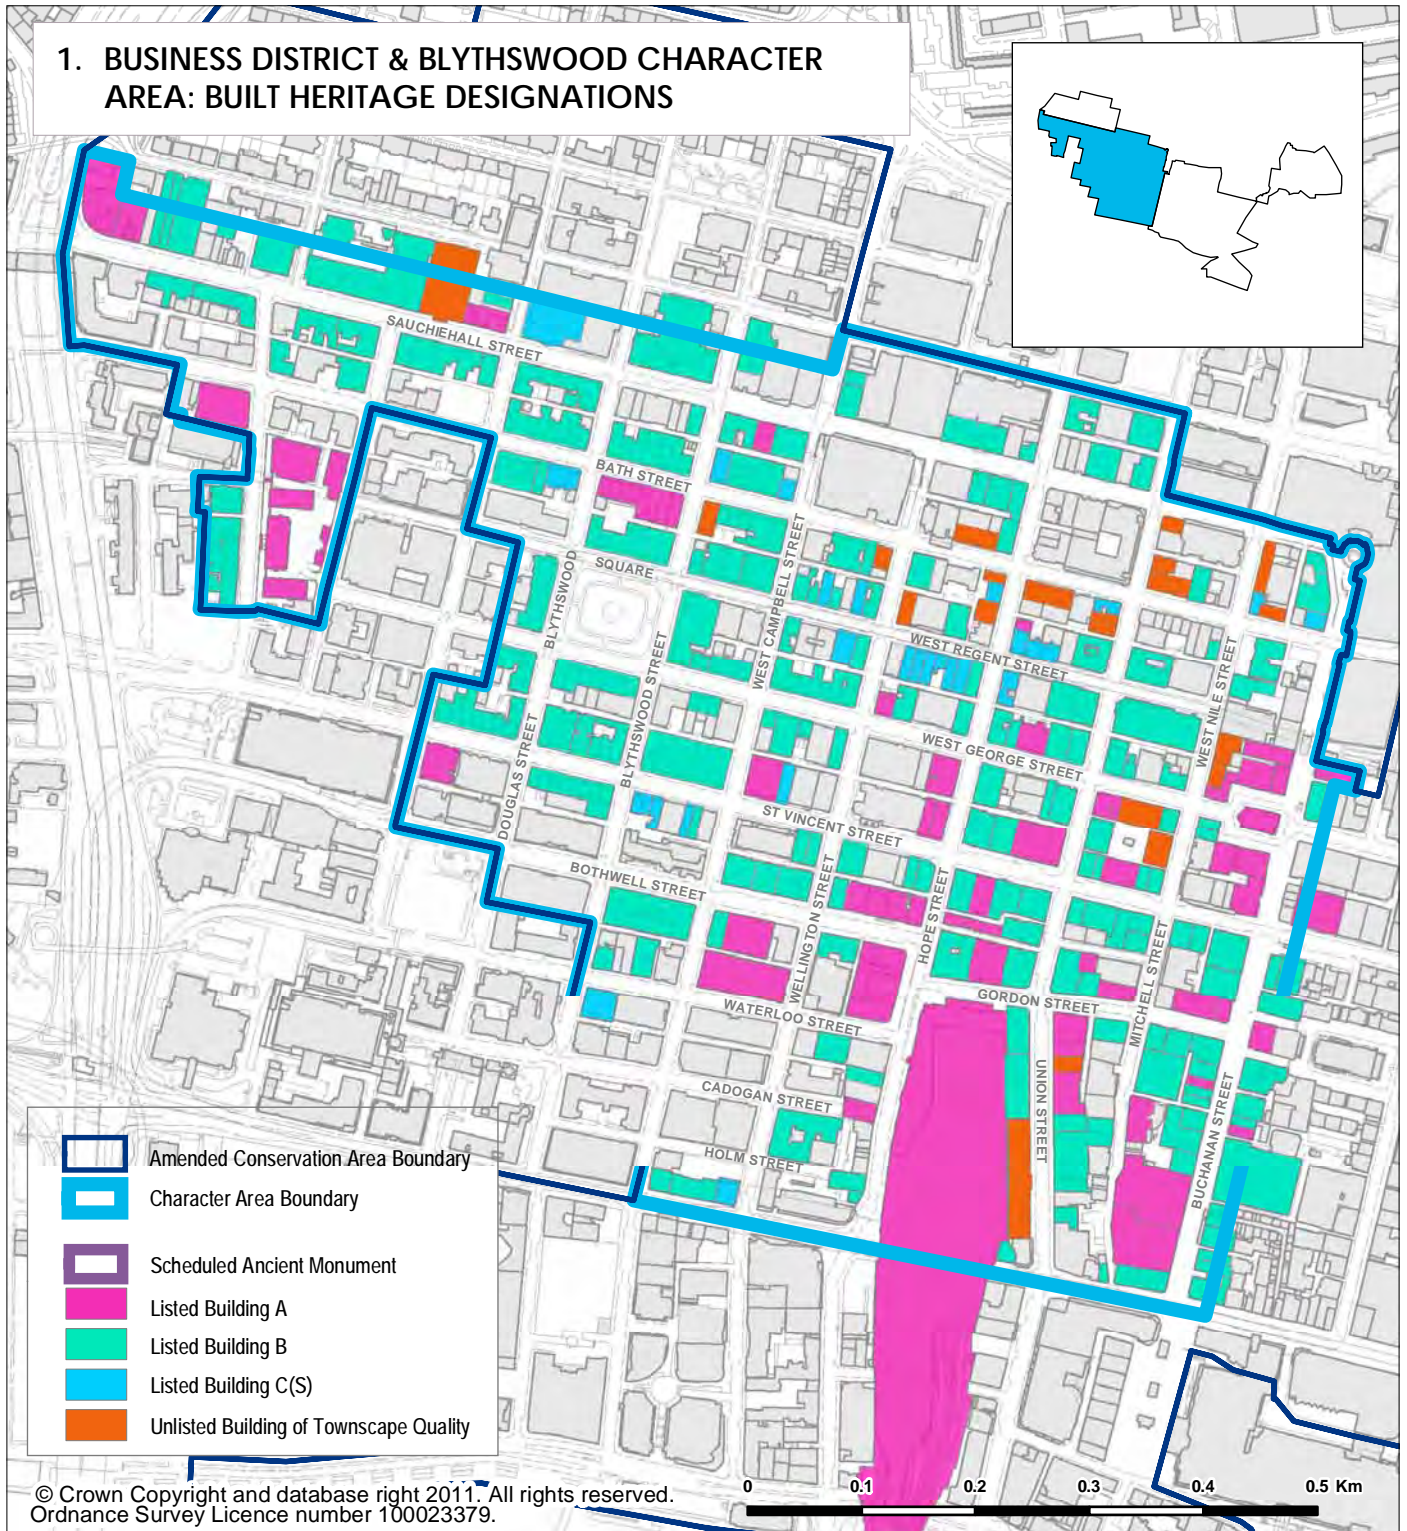 1. BUSINESS DISTRICT & BLYTHSWOOD CHARACTER
AREA: BUILT HERITAGE DESIGNATIONS
SAUCHIEHALL STREET
BATH STREET
SQUARE
BLYTHSWOOD
BLYTHSWOOD STREET
WEST CAMPBELL STREET
WEST REGENT STREET
WEST NILE STREET
WEST GEORGE STREET
DOUGLAS STREET
ST VINCENT STREET
BOTHWELL STREET
WELLINGTON STREET
HOPE STREET
MITCHELL STREET
GORDON STREET
WATERLOO STREET
UNION STREET
CADOGAN STREET
BUCHANAN STREET
HOLM STREET
Amended Conservation Area Boundary
Character Area Boundary
Scheduled Ancient Monument
Listed Building A
Listed Building B
Listed Building C(S)
Unlisted Building of Townscape Quality
0 0.1 0.2 0.3 0.4 0.5 Km
© Crown Copyright and database right 2011. All rights reserved.
Ordnance Survey Licence number 100023379.